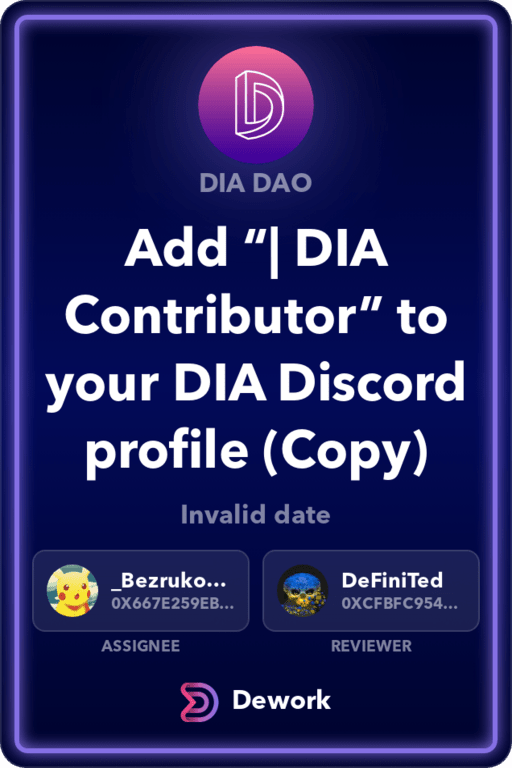 DIA DAO
Add “| DIA
Contributor” to
your DIA Discord
profile (Copy)
Invalid date
_Bezruko...
0X667E259EB...
ASSIGNEE
DeFiniTed
0XCFBFC954...
REVIEWER
Dework